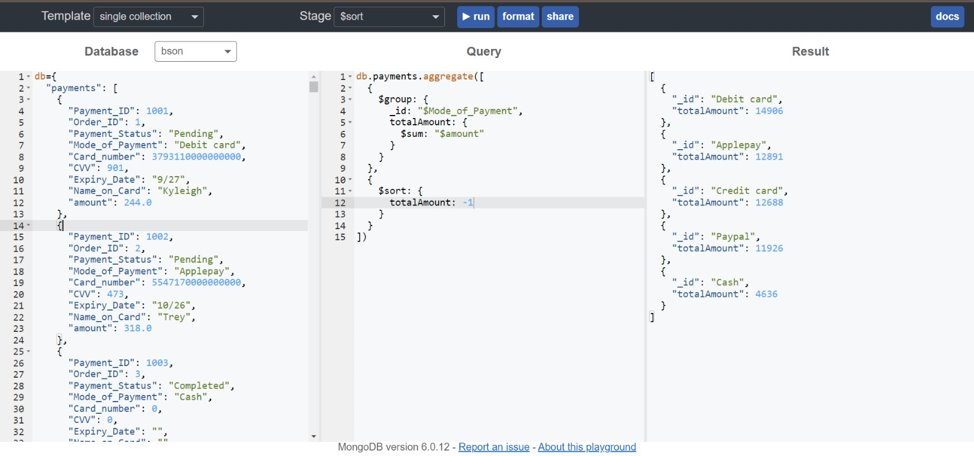 Template single collection Stage $sort run format share docs
Database bson Query Result
1 db={
2 "payments": [
3 {
4 "Payment_ID": 1001,
5 "Order_ID": 1,
6 "Payment_Status": "Pending",
7 "Mode_of_Payment": "Debit card",
8 "Card_number": 3793110000000000,
9 "CVV": 901,
10 "Expiry_Date": "9/27",
11 "Name_on_Card": "Kyleigh",
12 "amount": 244.0
13 },
14 {
15 "Payment_ID": 1002,
16 "Order_ID": 2,
17 "Payment_Status": "Pending",
18 "Mode_of_Payment": "Applepay",
19 "Card_number": 5547170000000000,
20 "CVV": 473,
21 "Expiry_Date": "10/26",
22 "Name_on_Card": "Trey",
23 "amount": 318.0
24 },
25 {
26 "Payment_ID": 1003,
27 "Order_ID": 3,
28 "Payment_Status": "Completed",
29 "Mode_of_Payment": "Cash",
30 "Card_number": 0,
31 "CVV": 0,
32 "Expiry_Date": "",
33 "Name_on_Card": ""
1 db.payments.aggregate([
2 {
3 $group: {
4 _id: "$Mode_of_Payment",
5 totalAmount: {
6 $sum: "$amount"
7 }
8 }
9 },
10 {
11 $sort: {
12 totalAmount: -1
13 }
14 }
15 ])
[
{
"_id": "Debit card",
"totalAmount": 14906
},
{
"_id": "Applepay",
"totalAmount": 12891
},
{
"_id": "Credit card",
"totalAmount": 12688
},
{
"_id": "Paypal",
"totalAmount": 11926
},
{
"_id": "Cash",
"totalAmount": 4636
}
]
MongoDB version 6.0.12 - Report an issue - About this playground